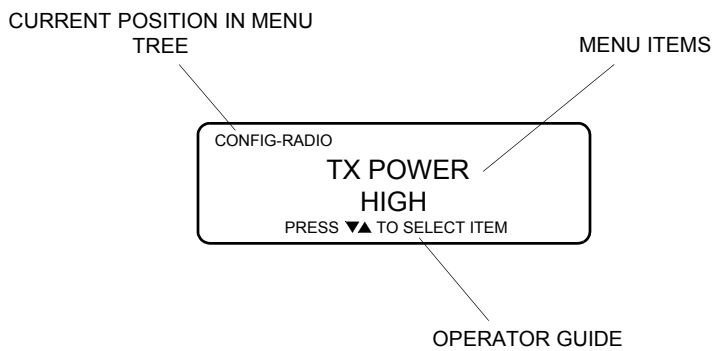 CURRENT POSITION IN MENU
TREE
MENU ITEMS
CONFIG-RADIO
TX POWER
HIGH
PRESS ▼▲ TO SELECT ITEM
OPERATOR GUIDE